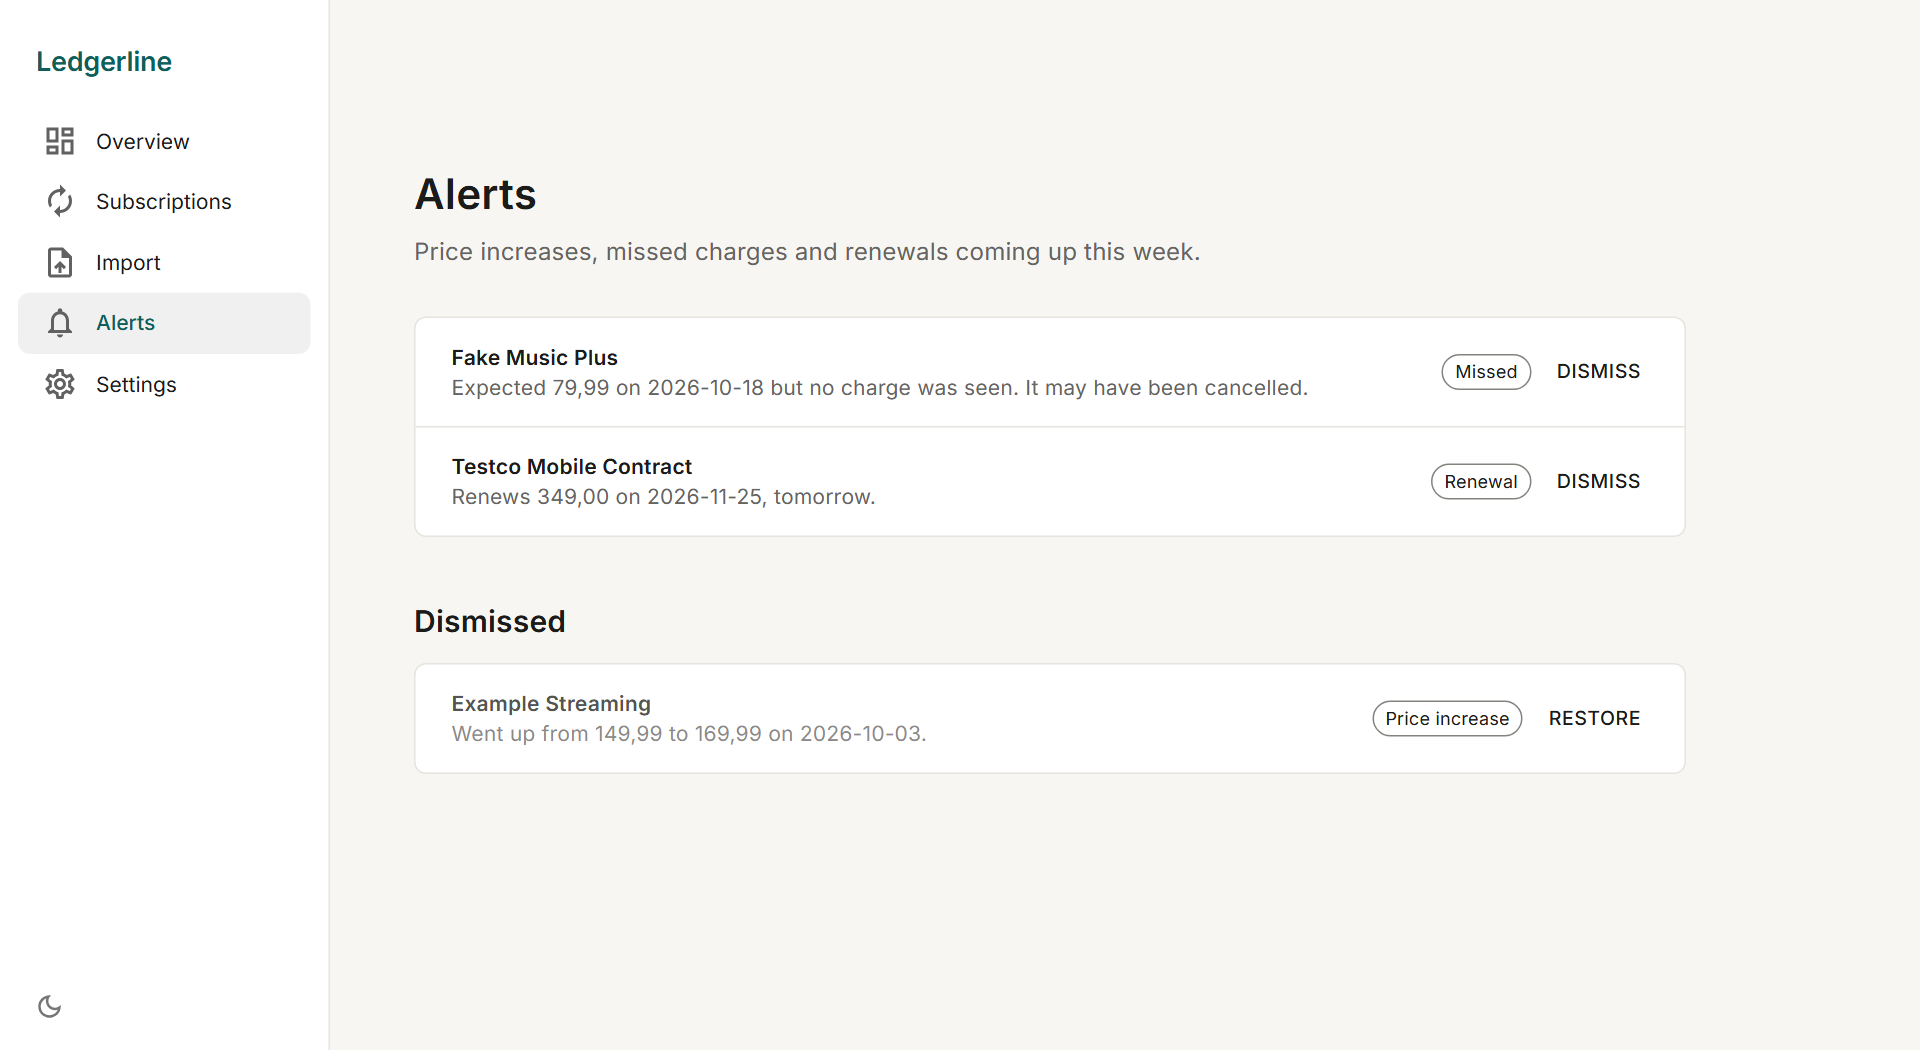 Ledgerline
Overview
Subscriptions
Import
Alerts
Settings
Alerts
Price increases, missed charges and renewals coming up this week.
Fake Music Plus
Expected 79,99 on 2026-10-18 but no charge was seen. It may have been cancelled.
Missed
DISMISS
Testco Mobile Contract
Renews 349,00 on 2026-11-25, tomorrow.
Renewal
DISMISS
Dismissed
Example Streaming
Went up from 149,99 to 169,99 on 2026-10-03.
Price increase
RESTORE